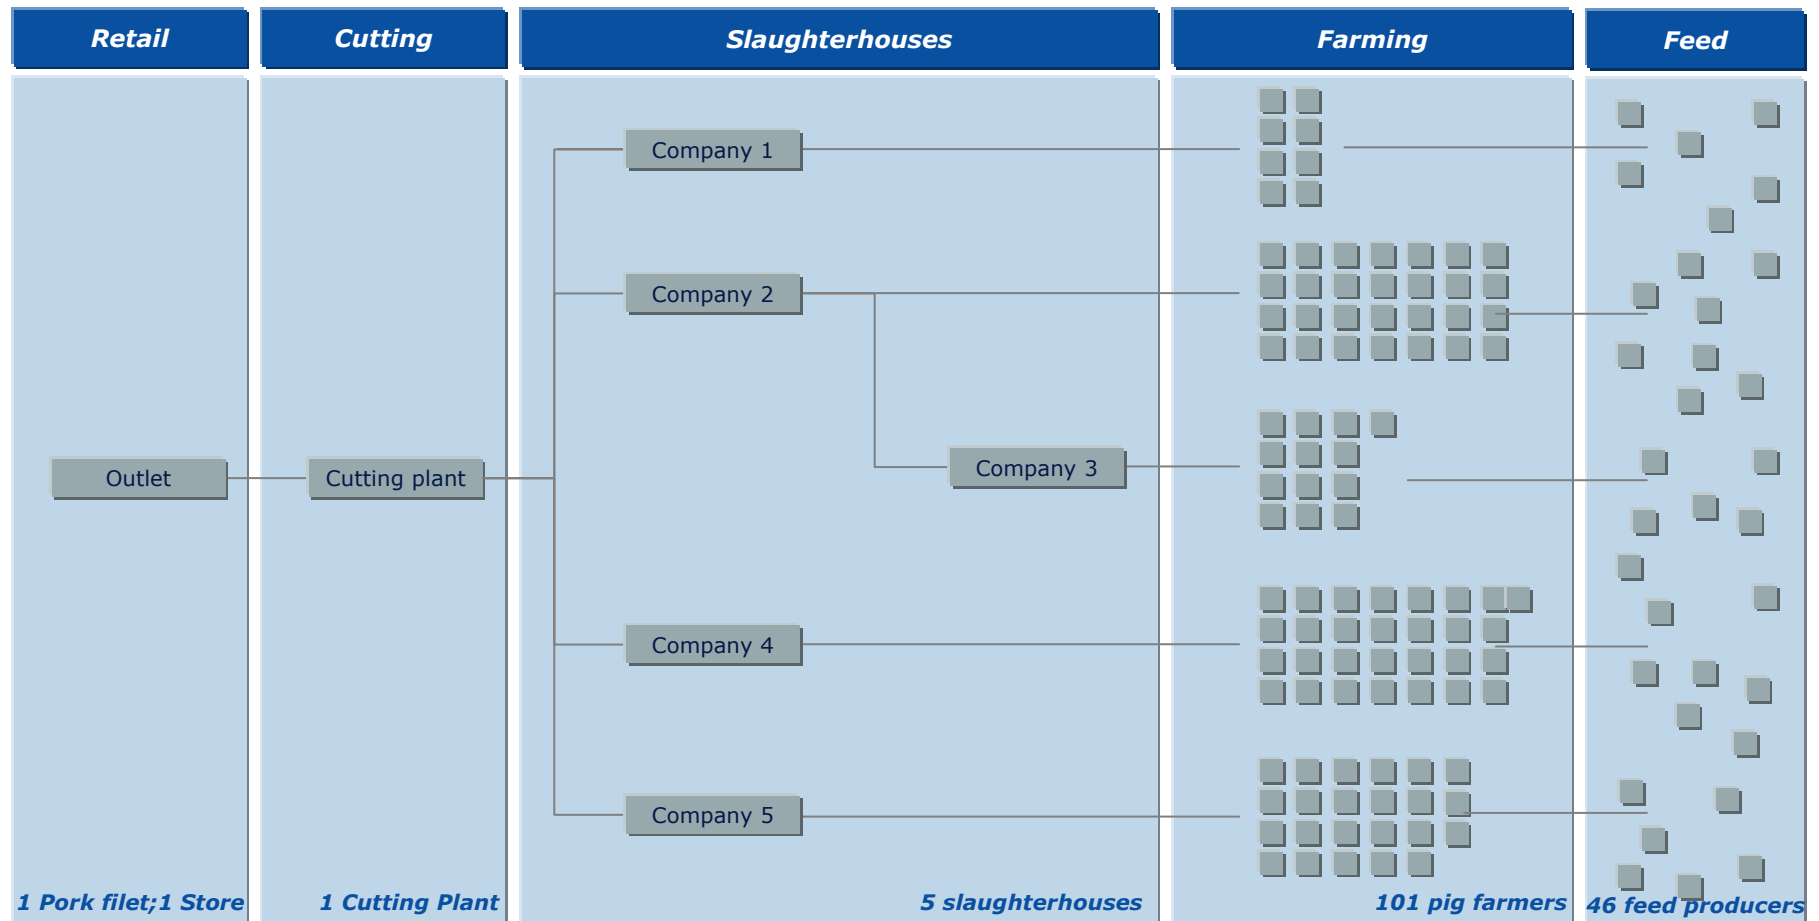 Retail
Cutting
Slaughterhouses
Farming
Feed
Company 1
Company 2
Company 3
Outlet
Cutting plant
Company 4
Company 5
1 Pork filet;1 Store
1 Cutting Plant
5 slaughterhouses
101 pig farmers
46 feed producers